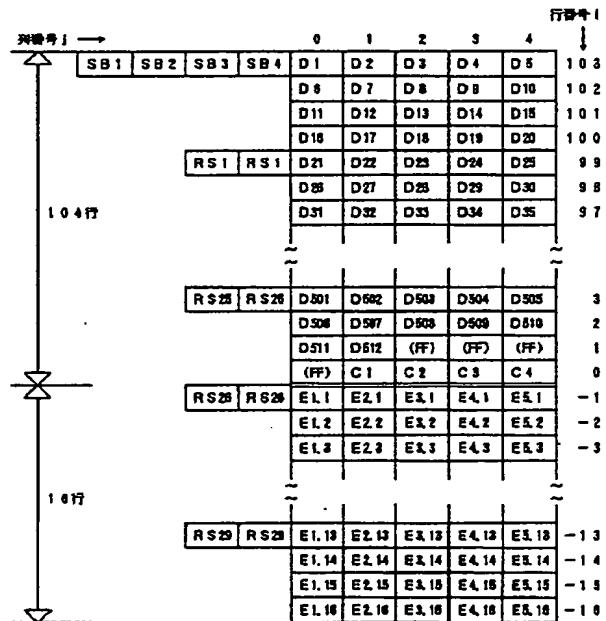 行番号 i
列番号 j → 0 1 2 3 4
SB1 SB2 SB3 SB4 D1 D2 D3 D4 D5 103
D6 D7 D8 D9 D10 102
D11 D12 D13 D14 D15 101
D16 D17 D18 D19 D20 100
RS1 RS1 D21 D22 D23 D24 D25 99
D26 D27 D28 D29 D30 98
104行 D31 D32 D33 D34 D35 97
RS25 RS25 D501 D502 D503 D504 D505 3
D506 D507 D508 D509 D510 2
D511 D512 (FF) (FF) (FF) 1
(FF) C1 C2 C3 C4 0
RS26 RS26 E1,1 E2,1 E3,1 E4,1 E5,1 -1
E1,2 E2,2 E3,2 E4,2 E5,2 -2
E1,3 E2,3 E3,3 E4,3 E5,3 -3
16行
RS29 RS29 E1,13 E2,13 E3,13 E4,13 E5,13 -13
E1,14 E2,14 E3,14 E4,14 E5,14 -14
E1,15 E2,15 E3,15 E4,15 E5,15 -15
E1,16 E2,16 E3,16 E4,16 E5,16 -16